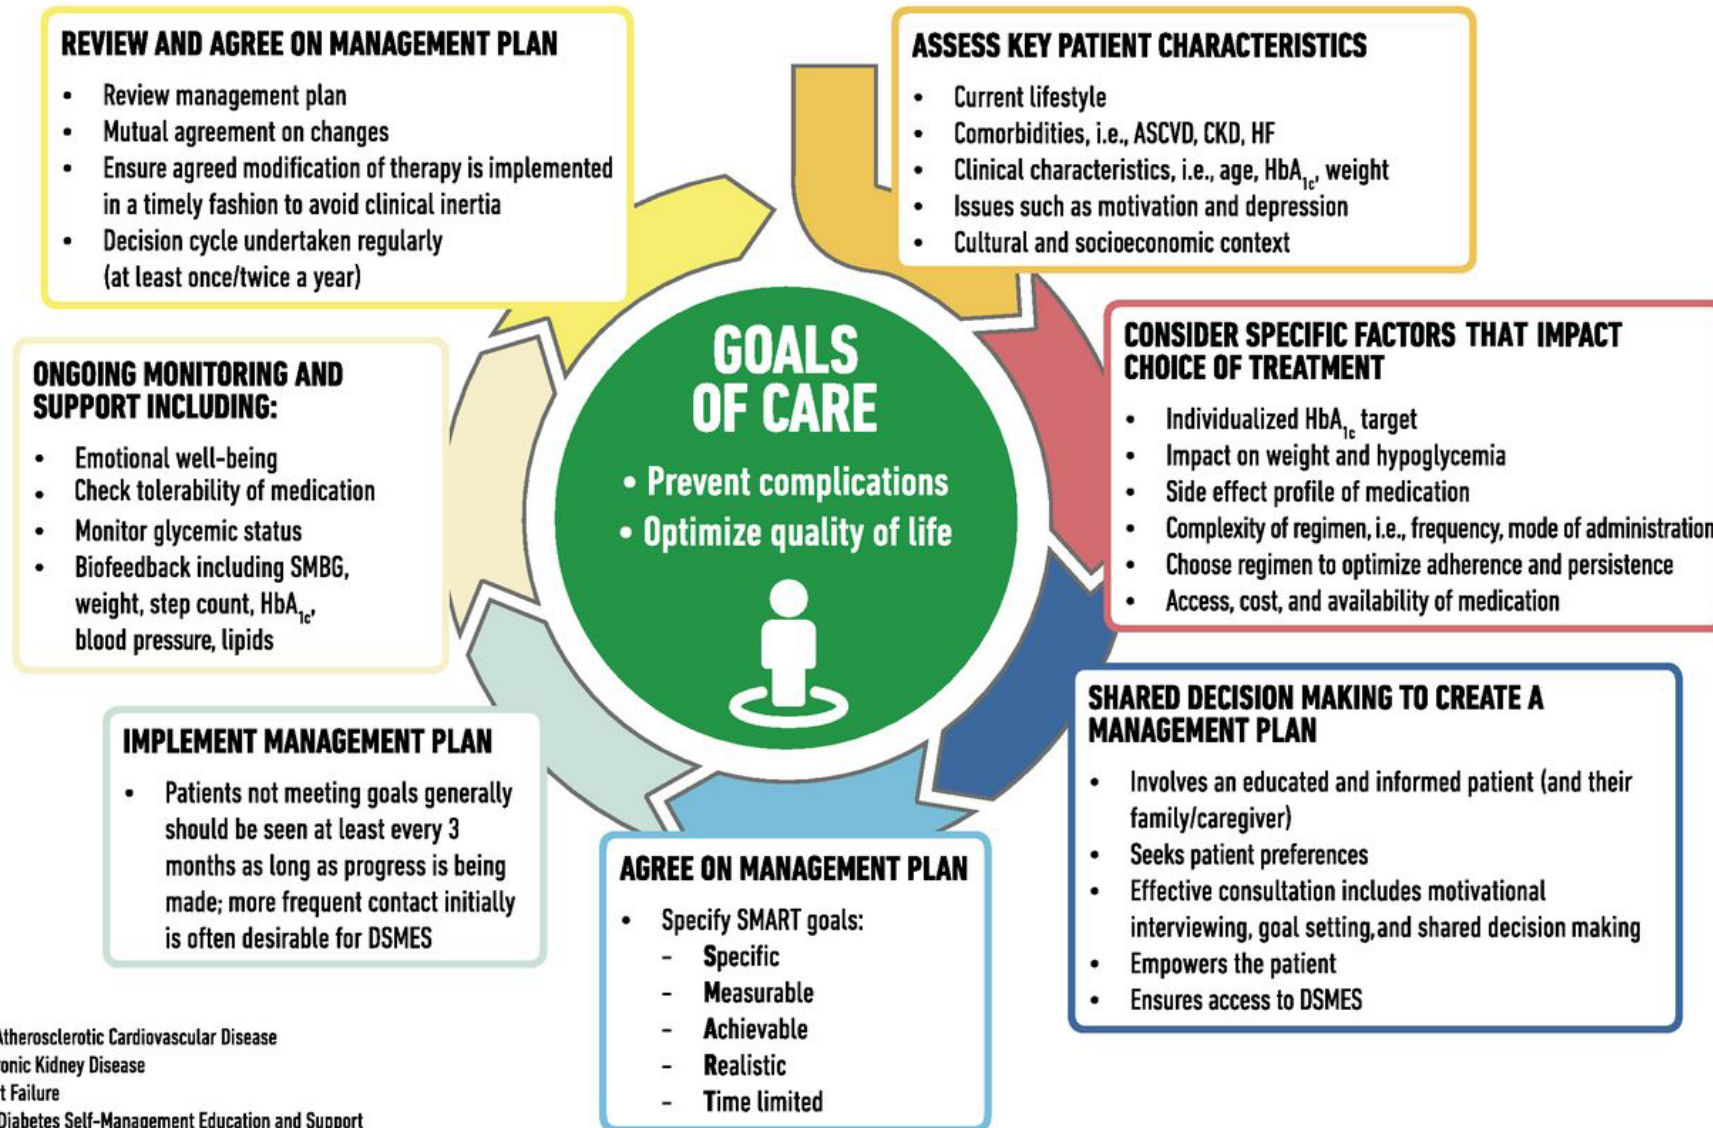 REVIEW AND AGREE ON MANAGEMENT PLAN
• Review management plan
• Mutual agreement on changes
• Ensure agreed modification of therapy is implemented
in a timely fashion to avoid clinical inertia
• Decision cycle undertaken regularly
(at least once/twice a year)
ASSESS KEY PATIENT CHARACTERISTICS
• Current lifestyle
• Comorbidities, i.e., ASCVD, CKD, HF
• Clinical characteristics, i.e., age, HbA1c, weight
• Issues such as motivation and depression
• Cultural and socioeconomic context
CONSIDER SPECIFIC FACTORS THAT IMPACT
CHOICE OF TREATMENT
• Individualized HbA1c target
• Impact on weight and hypoglycemia
• Side effect profile of medication
• Complexity of regimen, i.e., frequency, mode of administration
• Choose regimen to optimize adherence and persistence
• Access, cost, and availability of medication
SHARED DECISION MAKING TO CREATE A
MANAGEMENT PLAN
• Involves an educated and informed patient (and their
family/caregiver)
• Seeks patient preferences
• Effective consultation includes motivational
interviewing, goal setting, and shared decision making
• Empowers the patient
• Ensures access to DSMES
AGREE ON MANAGEMENT PLAN
• Specify SMART goals:
- Specific
- Measurable
- Achievable
- Realistic
- Time limited
IMPLEMENT MANAGEMENT PLAN
• Patients not meeting goals generally
should be seen at least every 3
months as long as progress is being
made; more frequent contact initially
is often desirable for DSMES
ONGOING MONITORING AND
SUPPORT INCLUDING:
• Emotional well-being
• Check tolerability of medication
• Monitor glycemic status
• Biofeedback including SMBG,
weight, step count, HbA1c,
blood pressure, lipids
GOALS
OF CARE
• Prevent complications
• Optimize quality of life
Atherosclerotic Cardiovascular Disease
Kidney Disease
Failure
Diabetes Self-Management Education and Support